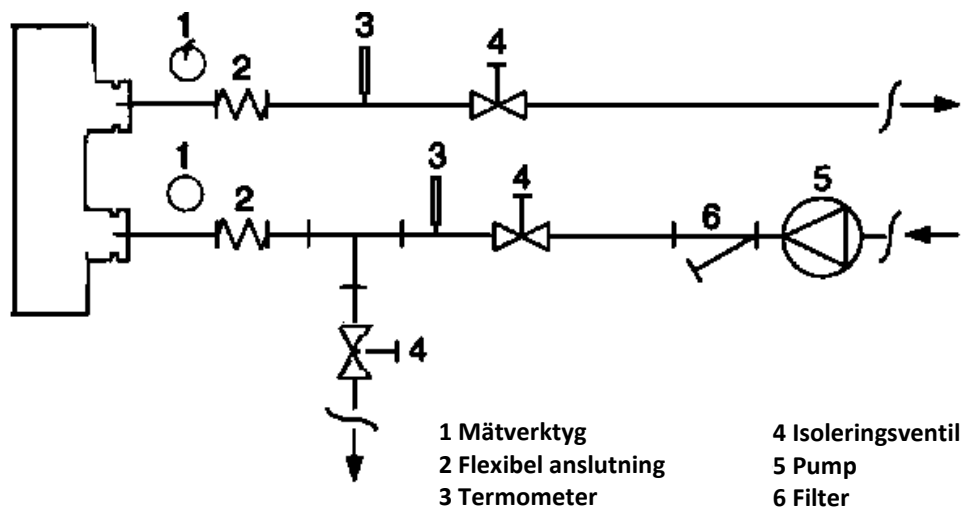 1
3
4
2
1
3
4
5
2
6
4
1 Mätverktyg
2 Flexibel anslutning
3 Termometer
4 Isoleringsventil
5 Pump
6 Filter